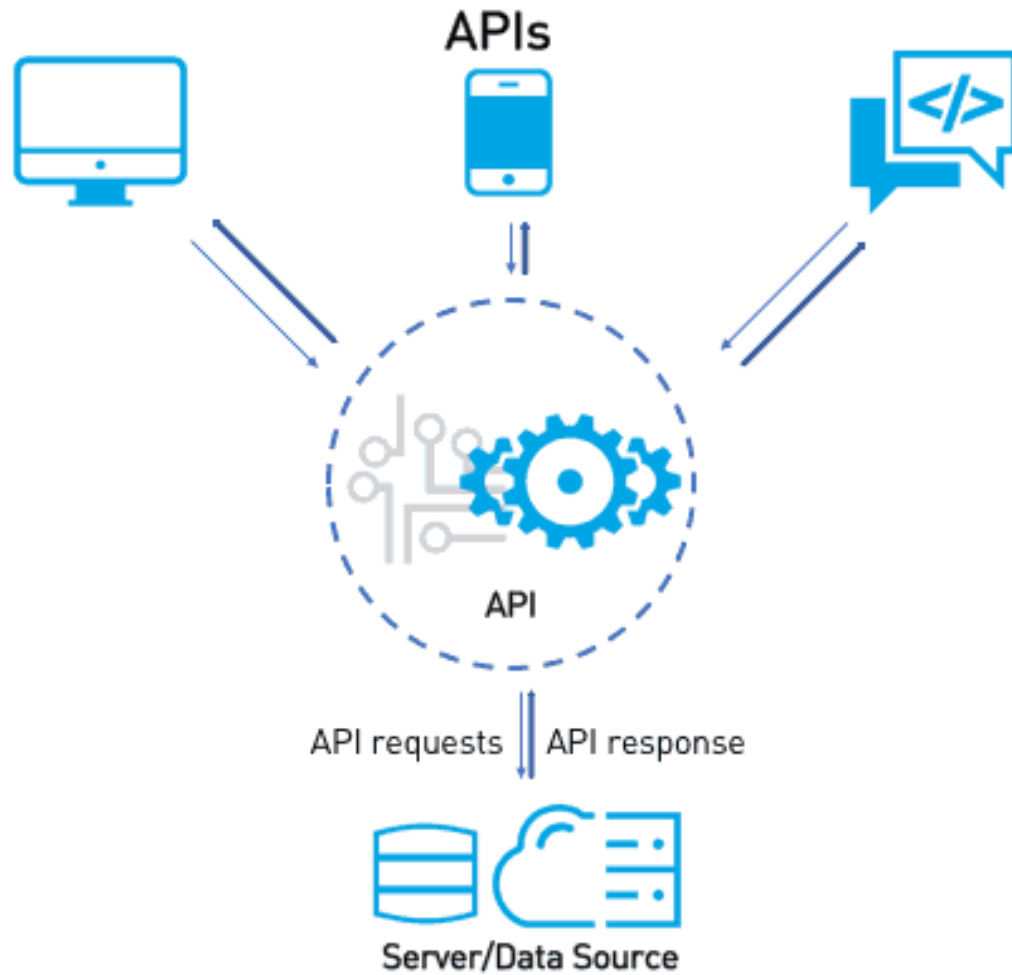 APIs
</>
API
API requests
API response
Server/Data Source